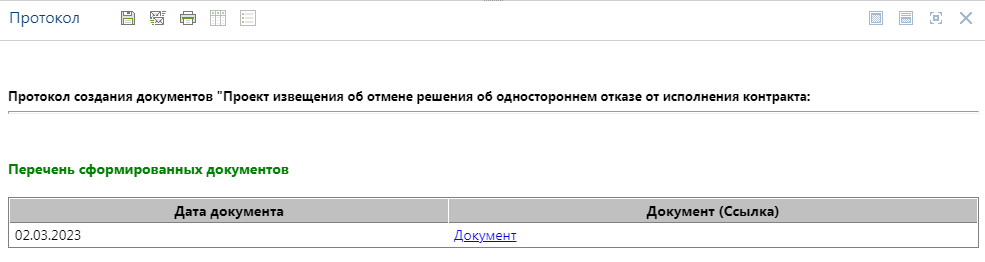 Протокол
Протокол создания документов "Проект извещения об отмене решения об одностороннем отказе от исполнения контракта:
Перечень сформированных документов
Дата документа Документ (Ссылка)
02.03.2023 Документ